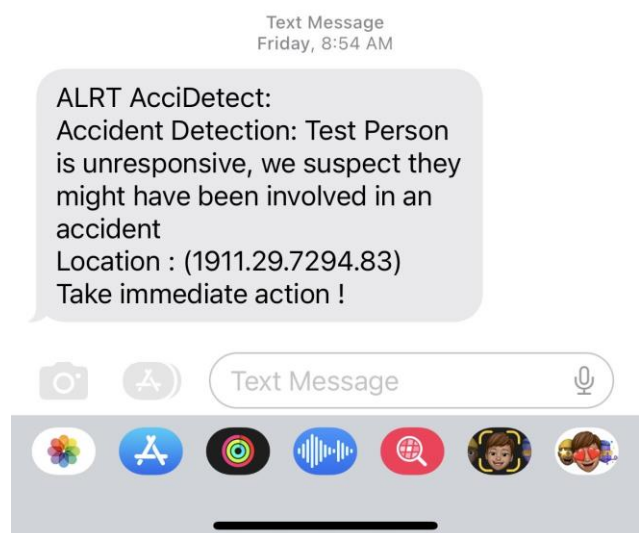 Text Message
Friday, 8:54 AM
ALRT AcciDetect:
Accident Detection: Test Person
is unresponsive, we suspect they
might have been involved in an
accident
Location : (1911.29.7294.83)
Take immediate action !
Text Message